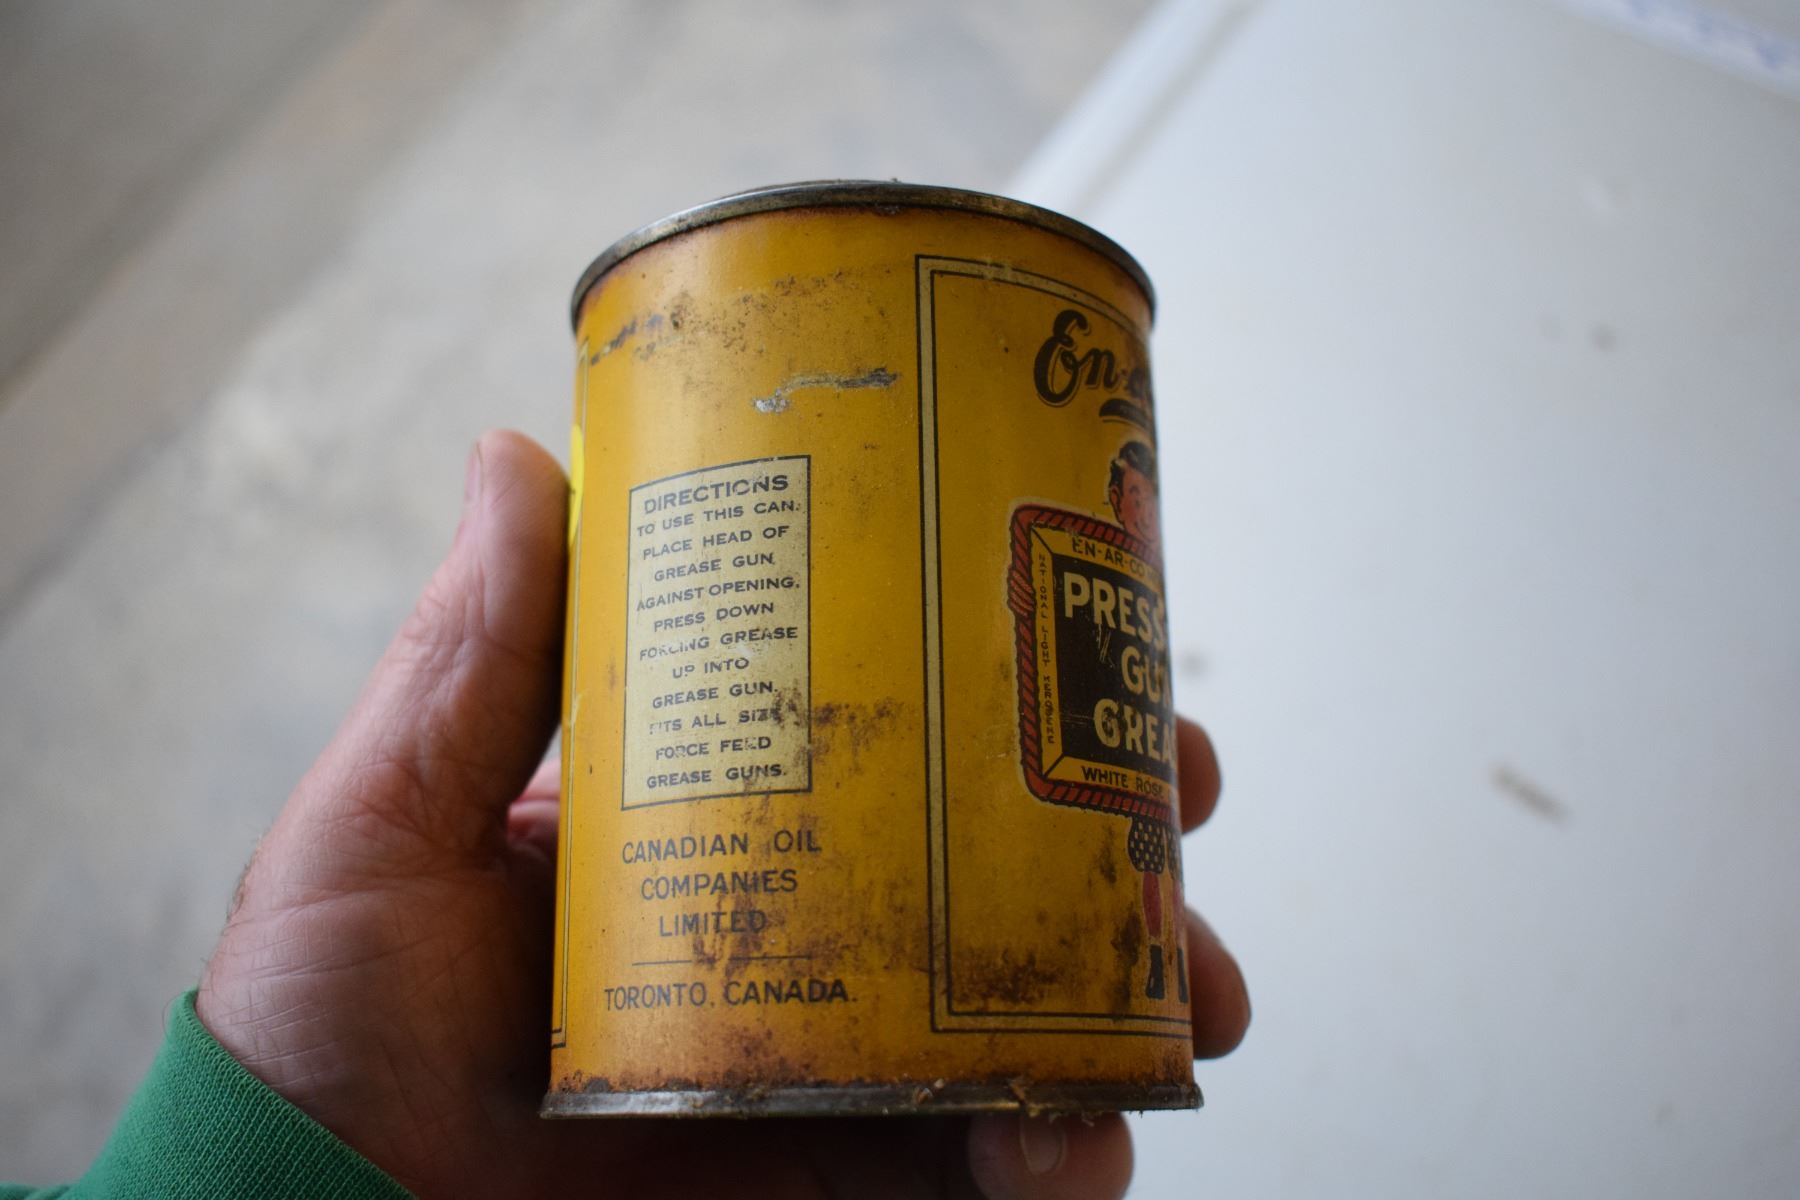 DIRECTIONS
TO USE THIS CAN.
PLACE HEAD OF
GREASE GUN
AGAINST OPENING.
PRESS DOWN
FORCING GREASE
UP INTO
GREASE GUN.
FITS ALL SIZE
FORCE FEED
GREASE GUNS.
CANADIAN OIL
COMPANIES
LIMITED
TORONTO, CANADA.
En-
EN-AR-CO
NATIONAL LIGHT KEROSENE
PRESS
GUN
GREA
WHITE ROSE